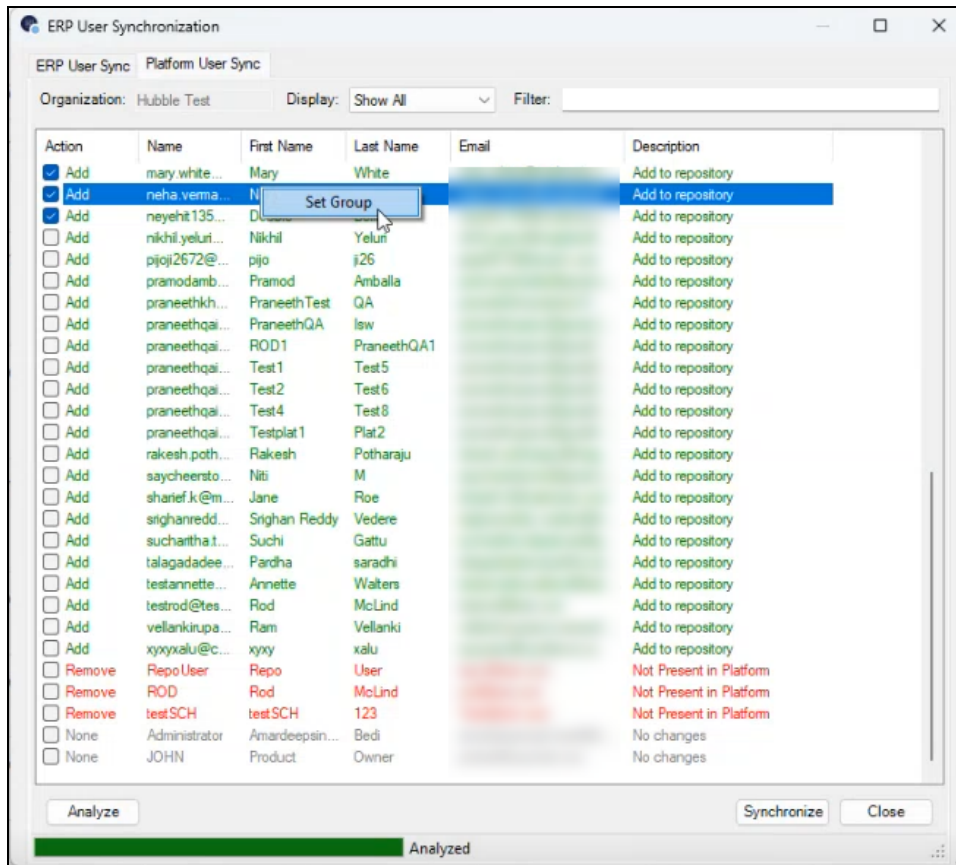 ERP User Synchronization
ERP User Sync Platform User Sync
Organization: Hubble Test Display: Show All Filter:
Action Name First Name Last Name Email Description
Add mary.white... Mary White Add to repository
Add neha.verma... Add to repository
Set Group
Add neyehit135... Add to repository
Add nikhil.yeluri... Nikhil Yeluri Add to repository
Add pijoji2672@... pijo ji26 Add to repository
Add pramodamb... Pramod Amballa Add to repository
Add praneethkh... PraneethTest QA Add to repository
Add praneethqai... PraneethQA Isw Add to repository
Add praneethqai... ROD1 PraneethQA1 Add to repository
Add praneethqai... Test1 Test5 Add to repository
Add praneethqai... Test2 Test6 Add to repository
Add praneethqai... Test4 Test8 Add to repository
Add praneethqai... Testplat1 Plat2 Add to repository
Add rakesh.poth... Rakesh Potharaju Add to repository
Add saycheersto... Niti M Add to repository
Add sharief.k@m... Jane Roe Add to repository
Add srighanredd... Srighan Reddy Vedere Add to repository
Add sucharitha.t... Suchi Gattu Add to repository
Add talagadadee... Pardha saradhi Add to repository
Add testannette... Annette Walters Add to repository
Add testrod@tes... Rod McLind Add to repository
Add vellankirupa... Ram Vellanki Add to repository
Add xyxyxalu@c... xyxy xalu Add to repository
Remove RepoUser Repo User Not Present in Platform
Remove ROD Rod McLind Not Present in Platform
Remove testSCH testSCH 123 Not Present in Platform
None Administrator Amardeepsin... Bedi No changes
None JOHN Product Owner No changes
Analyze Synchronize Close
Analyzed